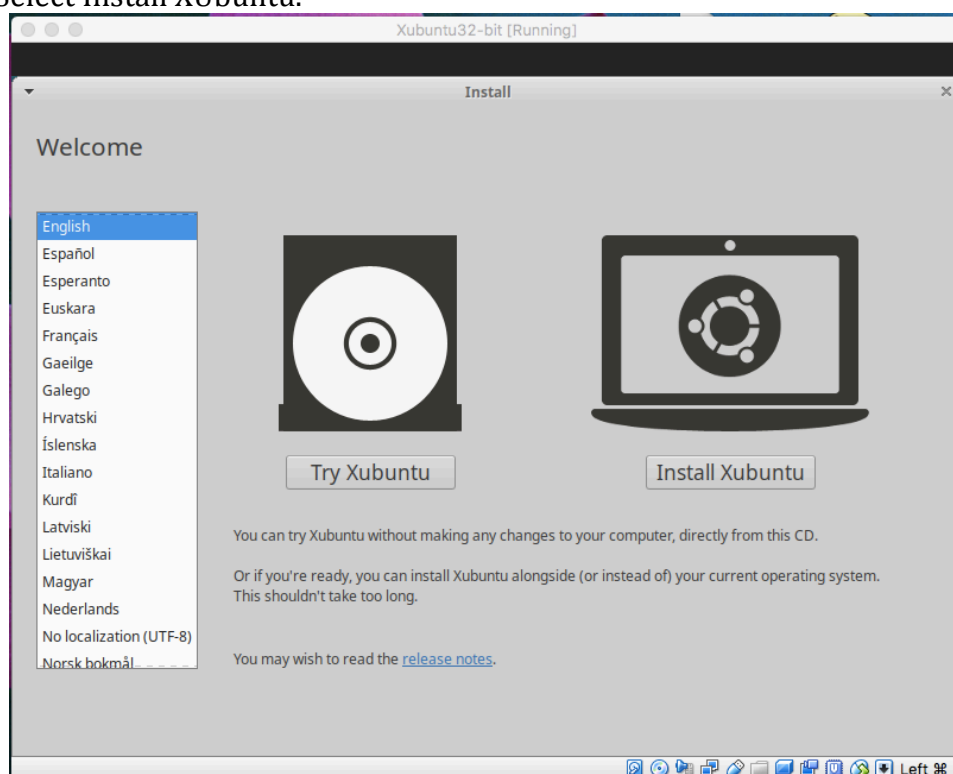 Select Install Xubuntu.
Xubuntu32-bit [Running]
Install
Welcome
English
Español
Esperanto
Euskara
Français
Gaeilge
Galego
Hrvatski
Íslenska
Italiano
Kurdî
Latviski
Lietuviškai
Magyar
Nederlands
No localization (UTF-8)
Norsk bokmål
Try Xubuntu
Install Xubuntu
You can try Xubuntu without making any changes to your computer, directly from this CD.
Or if you're ready, you can install Xubuntu alongside (or instead of) your current operating system.
This shouldn't take too long.
You may wish to read the release notes.
Left ⌘